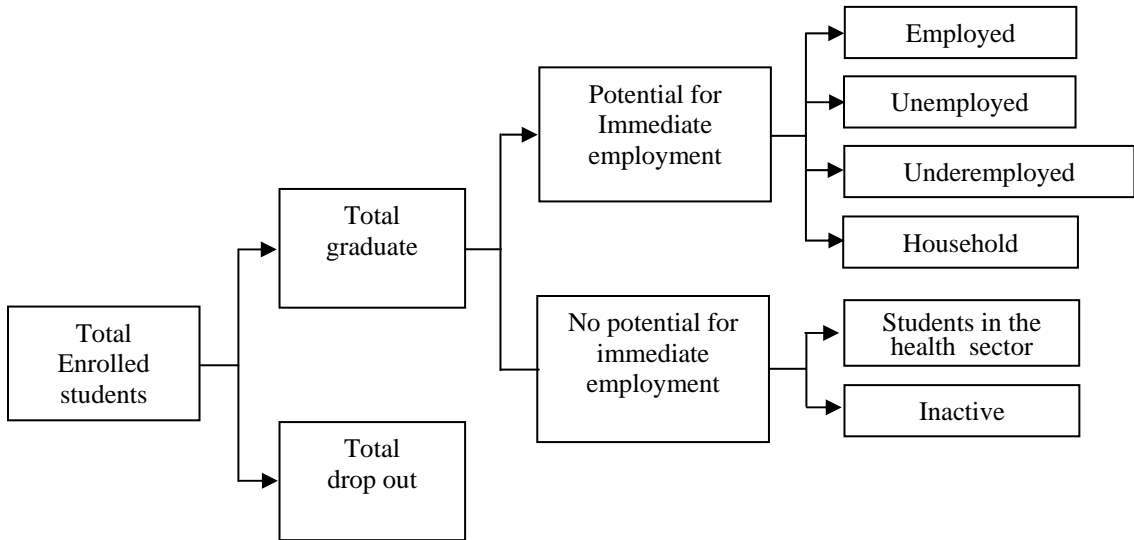 Total
Enrolled
students
Total
graduate
Total
drop out
Potential for
Immediate
employment
No potential for
immediate
employment
Employed
Unemployed
Underemployed
Household
Students in the
health sector
Inactive